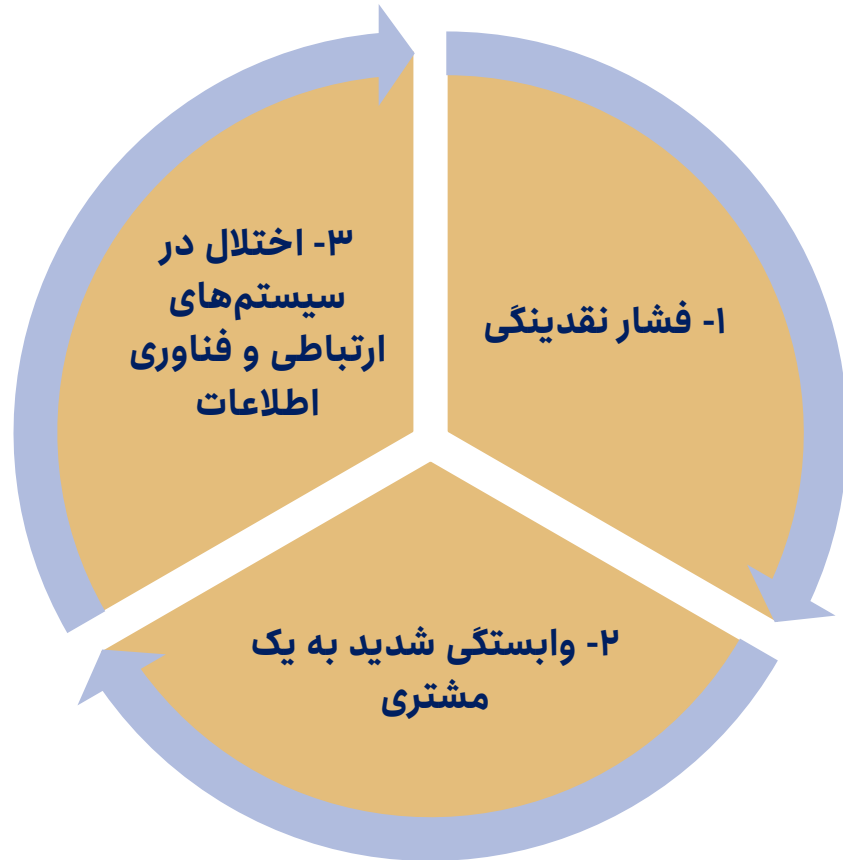 ۱- فشار نقدینگی
۲- وابستگی شدید به یک
مشتری
۳- اختلال در
سیستم‌های
ارتباطی و فناوری
اطلاعات